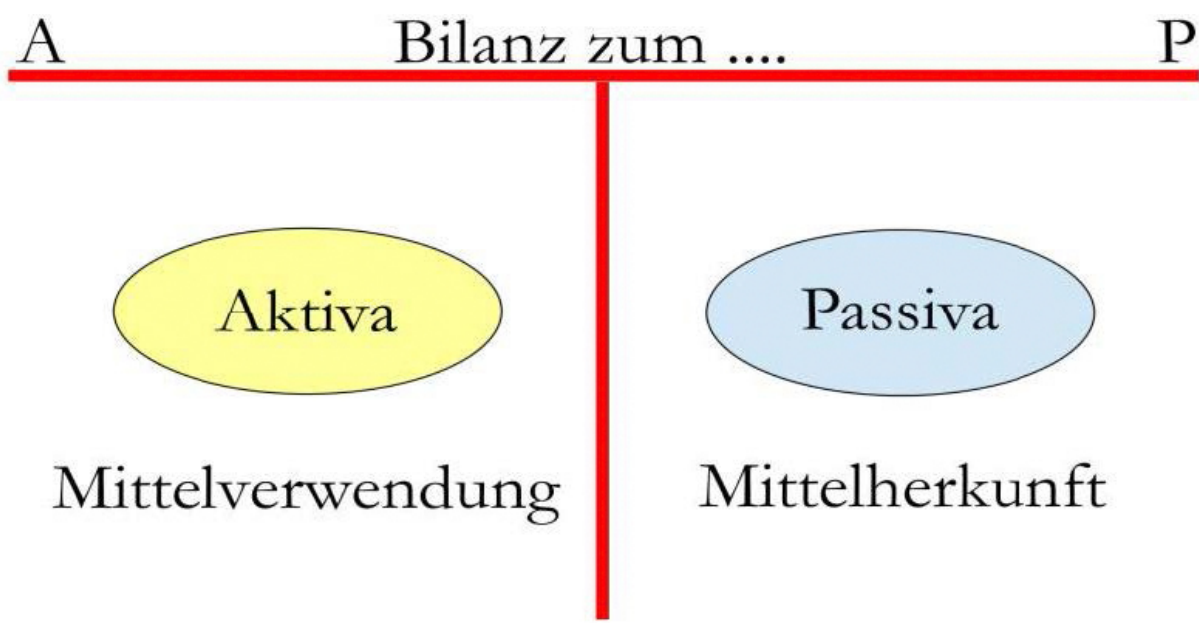 A Bilanz zum .... P
Aktiva Passiva
Mittelverwendung Mittelherkunft